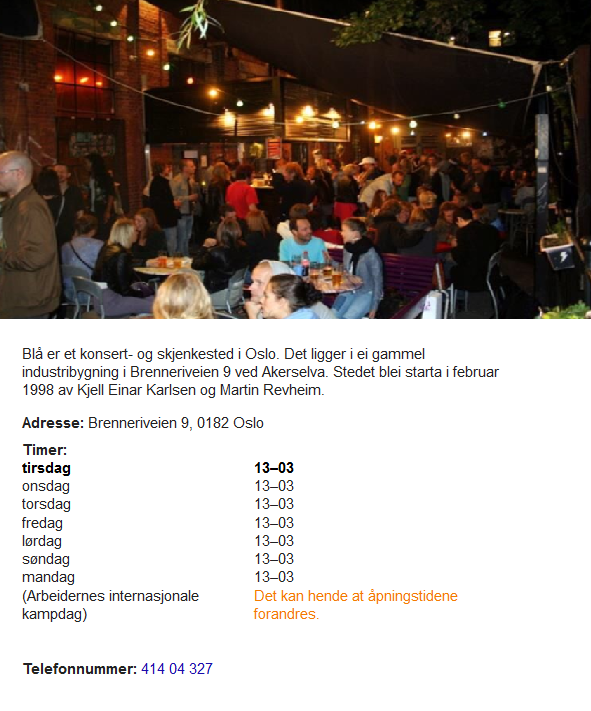 Blå er et konsert- og skjenkested i Oslo. Det ligger i ei gammel
industribygning i Brenneriveien 9 ved Akerselva. Stedet blei starta i februar
1998 av Kjell Einar Karlsen og Martin Revheim.
Adresse: Brenneriveien 9, 0182 Oslo
Timer:
tirsdag 13–03
onsdag 13–03
torsdag 13–03
fredag 13–03
lørdag 13–03
søndag 13–03
mandag 13–03
(Arbeidernes internasjonale Det kan hende at åpningstidene
kampdag) forandres.
Telefonnummer: 414 04 327